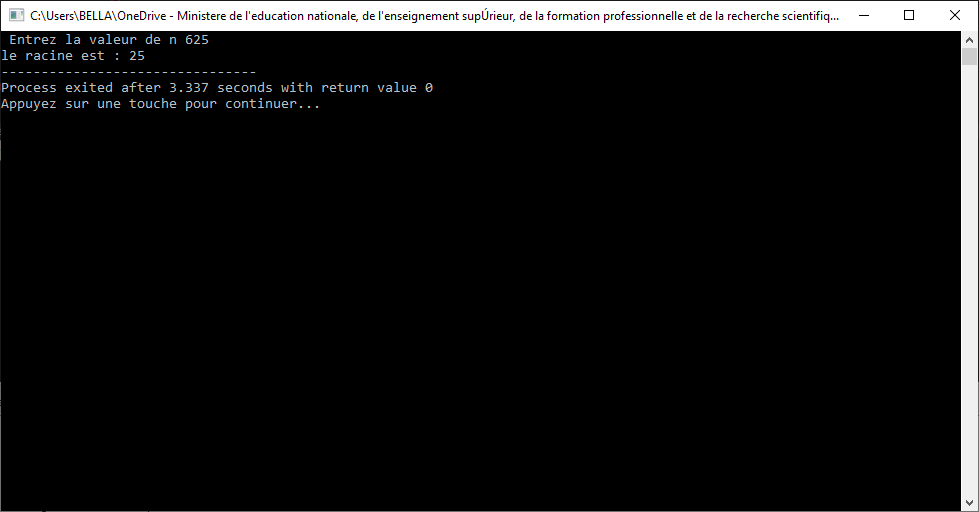 C:\Users\BELLA\OneDrive - Ministere de l'education nationale, de l'enseignement supÚrieur, de la formation professionnelle et de la recherche scientifiq...
Entrez la valeur de n 625
le racine est : 25
--------------------------------
Process exited after 3.337 seconds with return value 0
Appuyez sur une touche pour continuer...